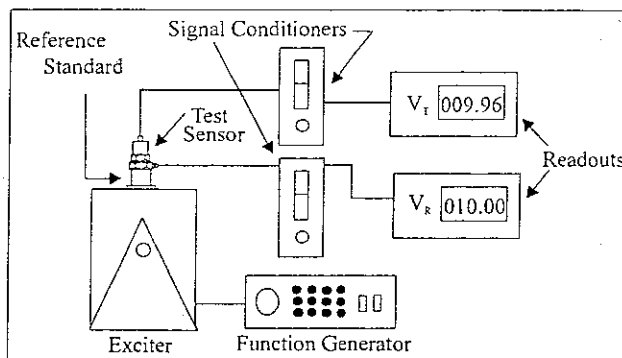 Signal Conditioners
Reference
Standard
Test
Sensor
V_T 009.96
Readouts
V_R 010.00
Exciter
Function Generator